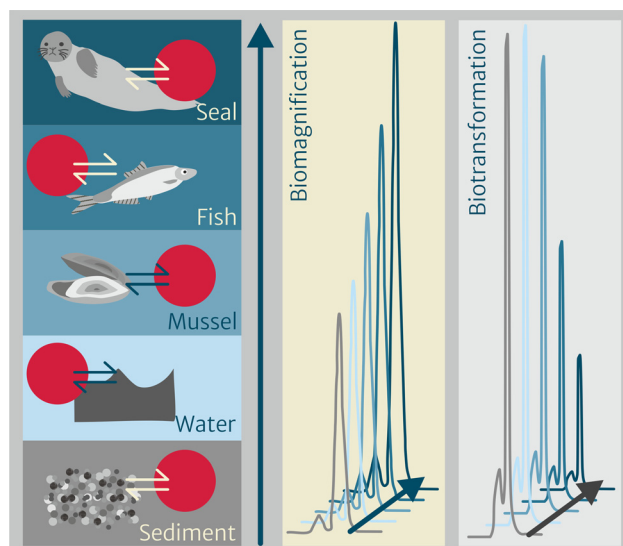 Seal
Fish
Mussel
Water
Sediment
Biomagnification
Biotransformation